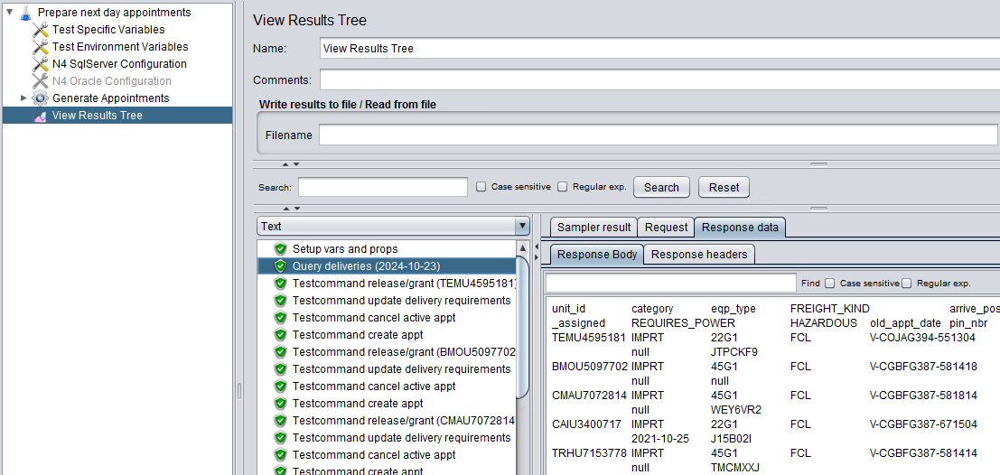 Prepare next day appointments
Test Specific Variables
Test Environment Variables
N4 SqlServer Configuration
N4 Oracle Configuration
Generate Appointments
View Results Tree
View Results Tree
Name: View Results Tree
Comments:
Write results to file / Read from file
Filename
Search: Case sensitive Regular exp. Search Reset
Text
Setup vars and props
Query deliveries (2024-10-23)
Testcommand release/grant (TEMU4595181)
Testcommand update delivery requirements
Testcommand cancel active appt
Testcommand create appt
Testcommand release/grant (BMOU5097702
Testcommand update delivery requirements
Testcommand cancel active appt
Testcommand create appt
Testcommand release/grant (CMAU7072814
Testcommand update delivery requirements
Testcommand cancel active appt
Testcommand create appt
Sampler result Request Response data
Response Body Response headers
Find Case sensitive Regular exp.
unit_id category eqp_type FREIGHT_KIND arrive_pos
_assigned REQUIRES_POWER HAZARDOUS old_appt_date pin_nbr
TEMU4595181 IMPRT 22G1 FCL V-COJAG394-551304
null JTPCKF9
BMOU5097702 IMPRT 45G1 FCL V-CGBFG387-581418
null null
CMAU7072814 IMPRT 45G1 FCL V-CGBFG387-581814
null WEY6VR2
CAIU3400717 IMPRT 22G1 FCL V-CGBFG387-671504
2021-10-25 J15B02I
TRHU7153778 IMPRT 45G1 FCL V-CGBFG387-581414
null TMCMXXJ